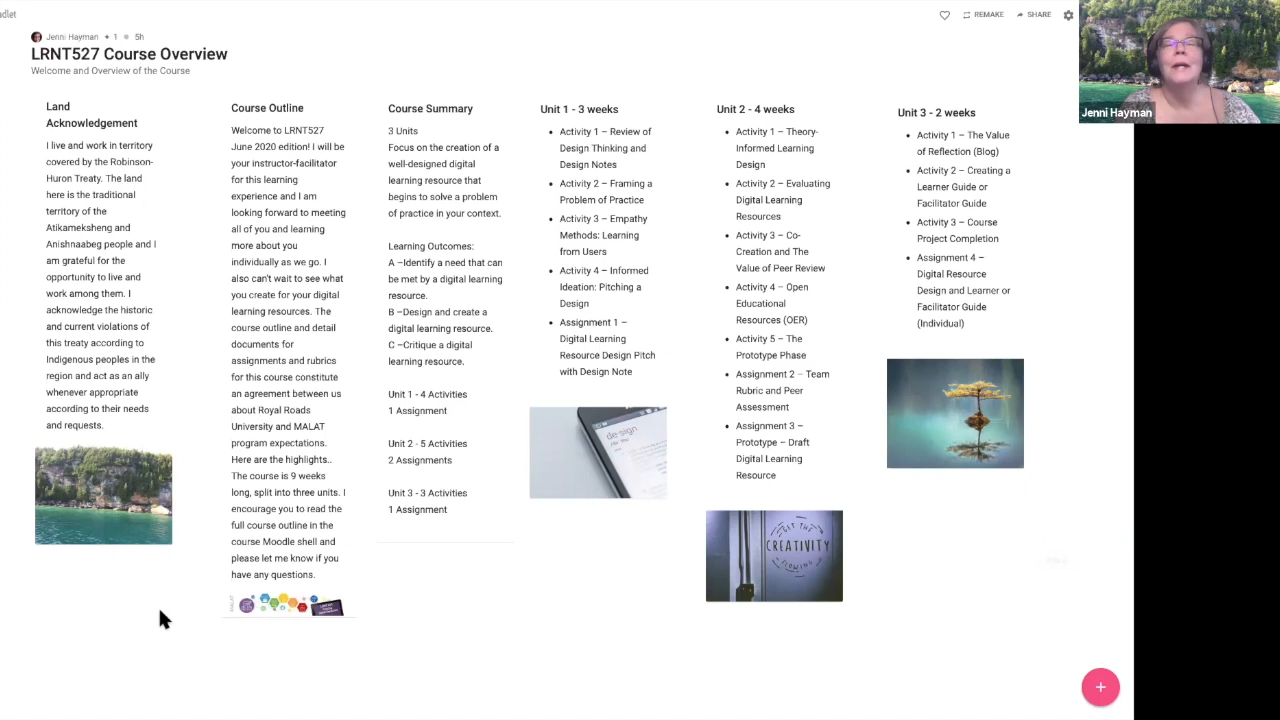 adlet
REMAKE
SHARE
Jenni Hayman + 1 5h
LRNT527 Course Overview
Welcome and Overview of the Course
Land
Acknowledgement
I live and work in territory
covered by the Robinson-
Huron Treaty. The land
here is the traditional
territory of the
Atikameksheng and
Anishnaabeg people and I
am grateful for the
opportunity to live and
work among them. I
acknowledge the historic
and current violations of
this treaty according to
Indigenous peoples in the
region and act as an ally
whenever appropriate
according to their needs
and requests.
Course Outline
Welcome to LRNT527
June 2020 edition! I will be
your instructor-facilitator
for this learning
experience and I am
looking forward to meeting
all of you and learning
more about you
individually as we go. I
also can't wait to see what
you create for your digital
learning resources. The
course outline and detail
documents for
assignments and rubrics
for this course constitute
an agreement between us
about Royal Roads
University and MALAT
program expectations.
Here are the highlights..
The course is 9 weeks
long, split into three units. I
encourage you to read the
full course outline in the
course Moodle shell and
please let me know if you
have any questions.
MALAT
Course Summary
3 Units
Focus on the creation of a
well-designed digital
learning resource that
begins to solve a problem
of practice in your context.
Learning Outcomes:
A –Identify a need that can
be met by a digital learning
resource.
B –Design and create a
digital learning resource.
C –Critique a digital
learning resource.
Unit 1 - 4 Activities
1 Assignment
Unit 2 - 5 Activities
2 Assignments
Unit 3 - 3 Activities
1 Assignment
Unit 1 - 3 weeks
• Activity 1 – Review of
Design Thinking and
Design Notes
• Activity 2 – Framing a
Problem of Practice
• Activity 3 – Empathy
Methods: Learning
from Users
• Activity 4 – Informed
Ideation: Pitching a
Design
• Assignment 1 –
Digital Learning
Resource Design Pitch
with Design Note
de·sign
Unit 2 - 4 weeks
• Activity 1 – Theory-
Informed Learning
Design
• Activity 2 – Evaluating
Digital Learning
Resources
• Activity 3 – Co-
Creation and The
Value of Peer Review
• Activity 4 – Open
Educational
Resources (OER)
• Activity 5 – The
Prototype Phase
• Assignment 2 – Team
Rubric and Peer
Assessment
• Assignment 3 –
Prototype – Draft
Digital Learning
Resource
GET THE
CREATIVITY
FLOWING
Unit 3 - 2 weeks
• Activity 1 – The Value
of Reflection (Blog)
• Activity 2 – Creating a
Learner Guide or
Facilitator Guide
• Activity 3 – Course
Project Completion
• Assignment 4 –
Digital Resource
Design and Learner or
Facilitator Guide
(Individual)
Jenni Hayman
+